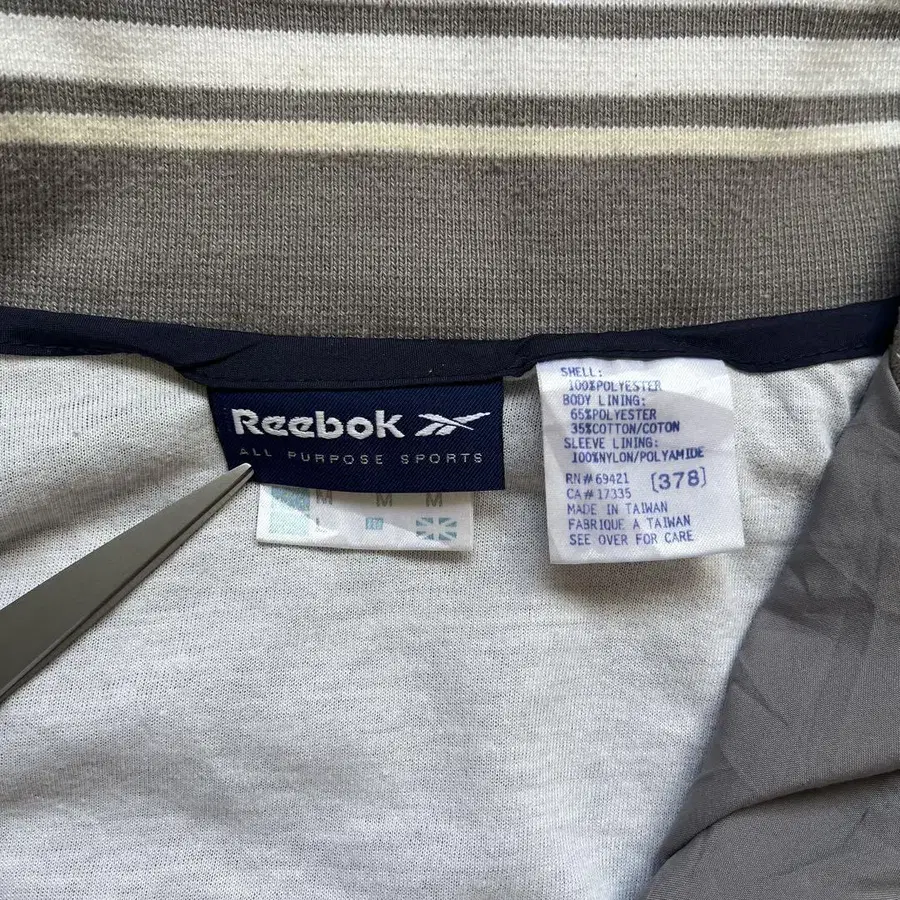 Reebok
ALL PURPOSE SPORTS
M M M
SHELL:
100%POLYESTER
BODY LINING:
65%POLYESTER
35%COTTON/COTON
SLEEVE LINING:
100%NYLON/POLYAMIDE
RN# 69421 [378]
CA# 17335
MADE IN TAIWAN
FABRIQUE A TAIWAN
SEE OVER FOR CARE